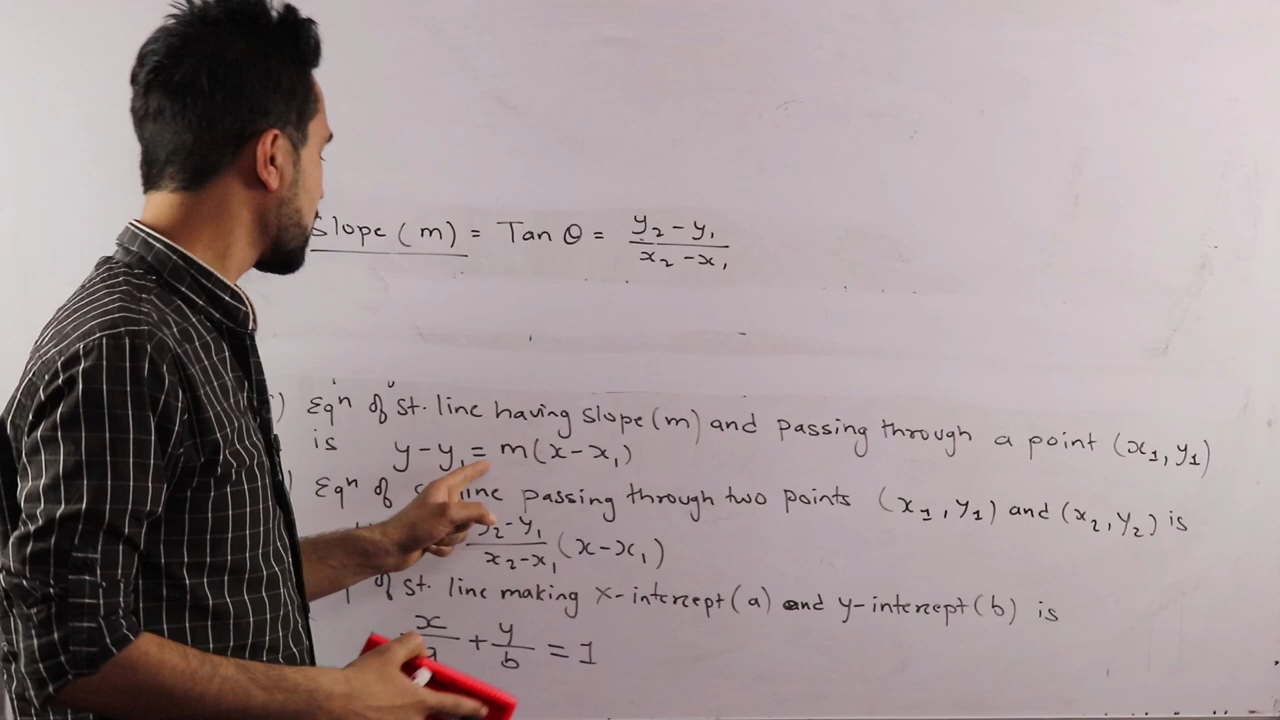 Slope (m) = Tan θ = y₂-y₁ / x₂-x₁
) Eqⁿ of st. line having slope (m) and passing through a point (x₁, y₁)
is y-y₁ = m(x-x₁)
) Eqⁿ of line passing through two points (x₁, y₁) and (x₂, y₂) is
y₂-y₁ / x₂-x₁ (x-x₁)
of st. line making x-intercept (a) and y-intercept (b) is
x/a + y/b = 1